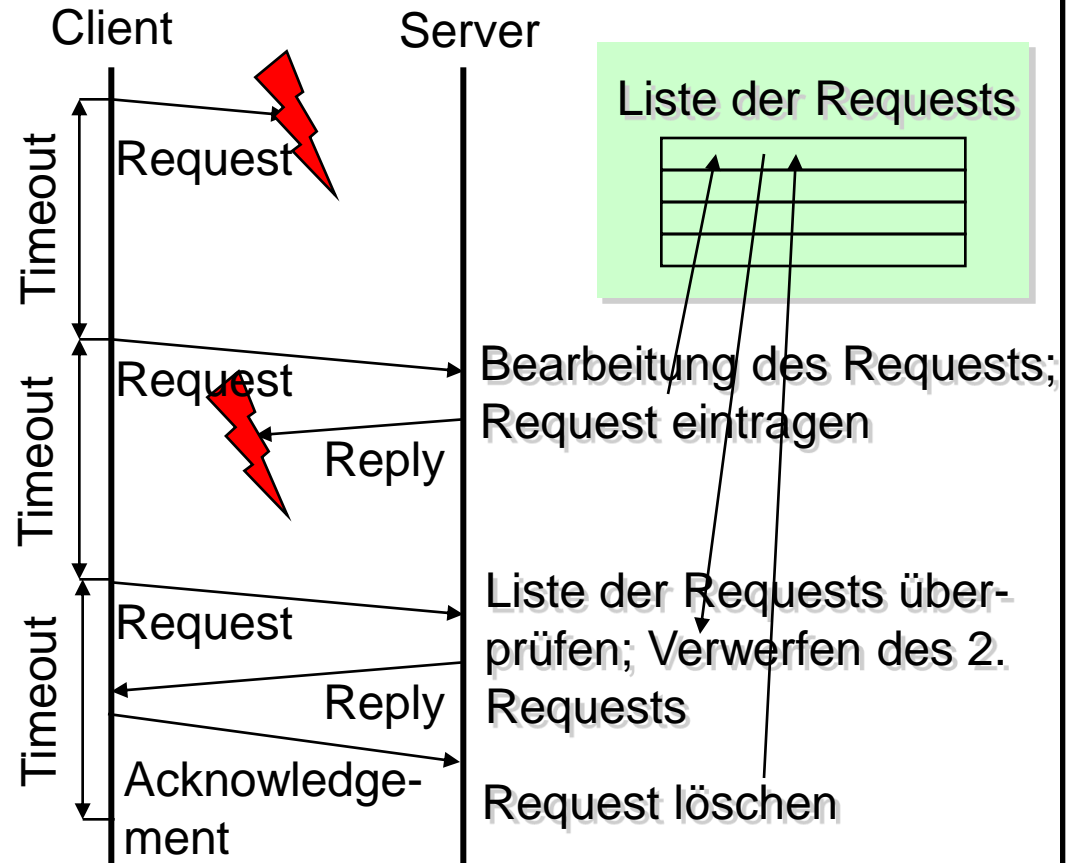 Client
Server
Liste der Requests
Timeout
Request
Timeout
Request
Bearbeitung des Requests;
Request eintragen
Reply
Timeout
Request
Liste der Requests über-
prüfen; Verwerfen des 2.
Requests
Reply
Acknowledge-
ment
Request löschen